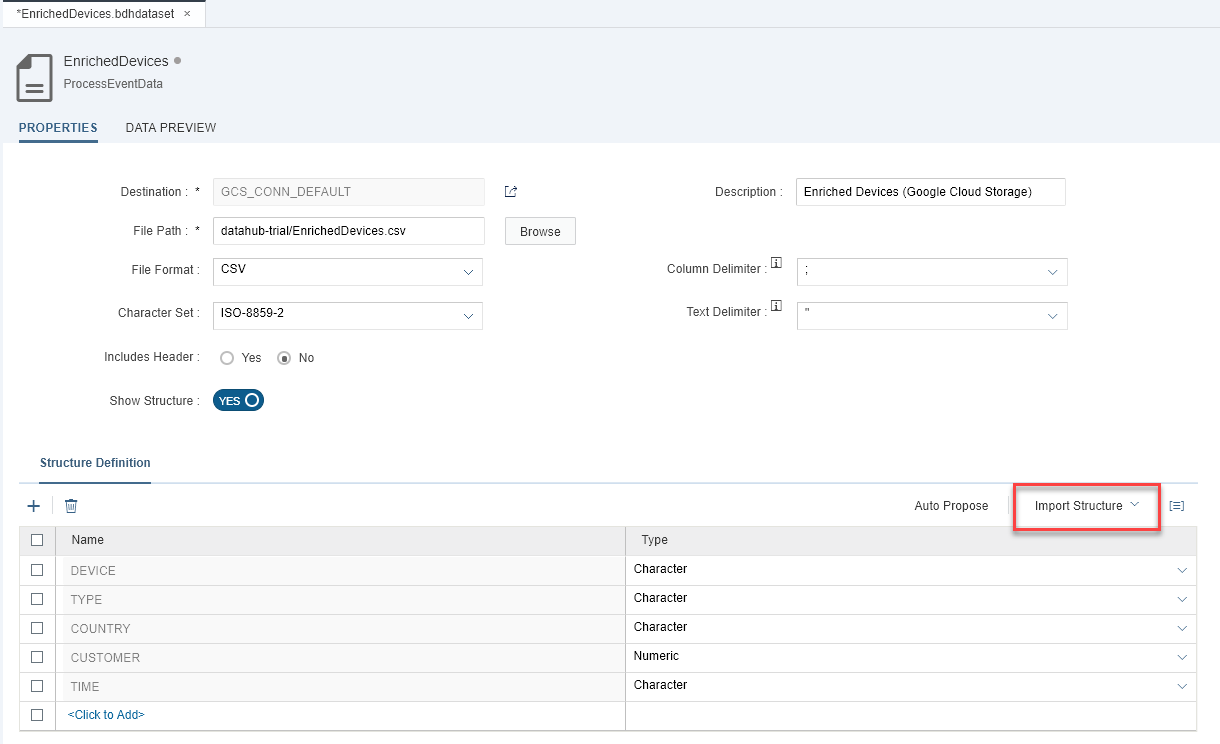 *EnrichedDevices.bdhdataset ×
EnrichedDevices
ProcessEventData
PROPERTIES DATA PREVIEW
Destination : * GCS_CONN_DEFAULT Description : Enriched Devices (Google Cloud Storage)
File Path : * datahub-trial/EnrichedDevices.csv Browse
File Format : CSV Column Delimiter : ;
Character Set : ISO-8859-2 Text Delimiter : "
Includes Header : Yes No
Show Structure : YES
Structure Definition
+ Auto Propose Import Structure
Name Type
DEVICE Character
TYPE Character
COUNTRY Character
CUSTOMER Numeric
TIME Character
<Click to Add>